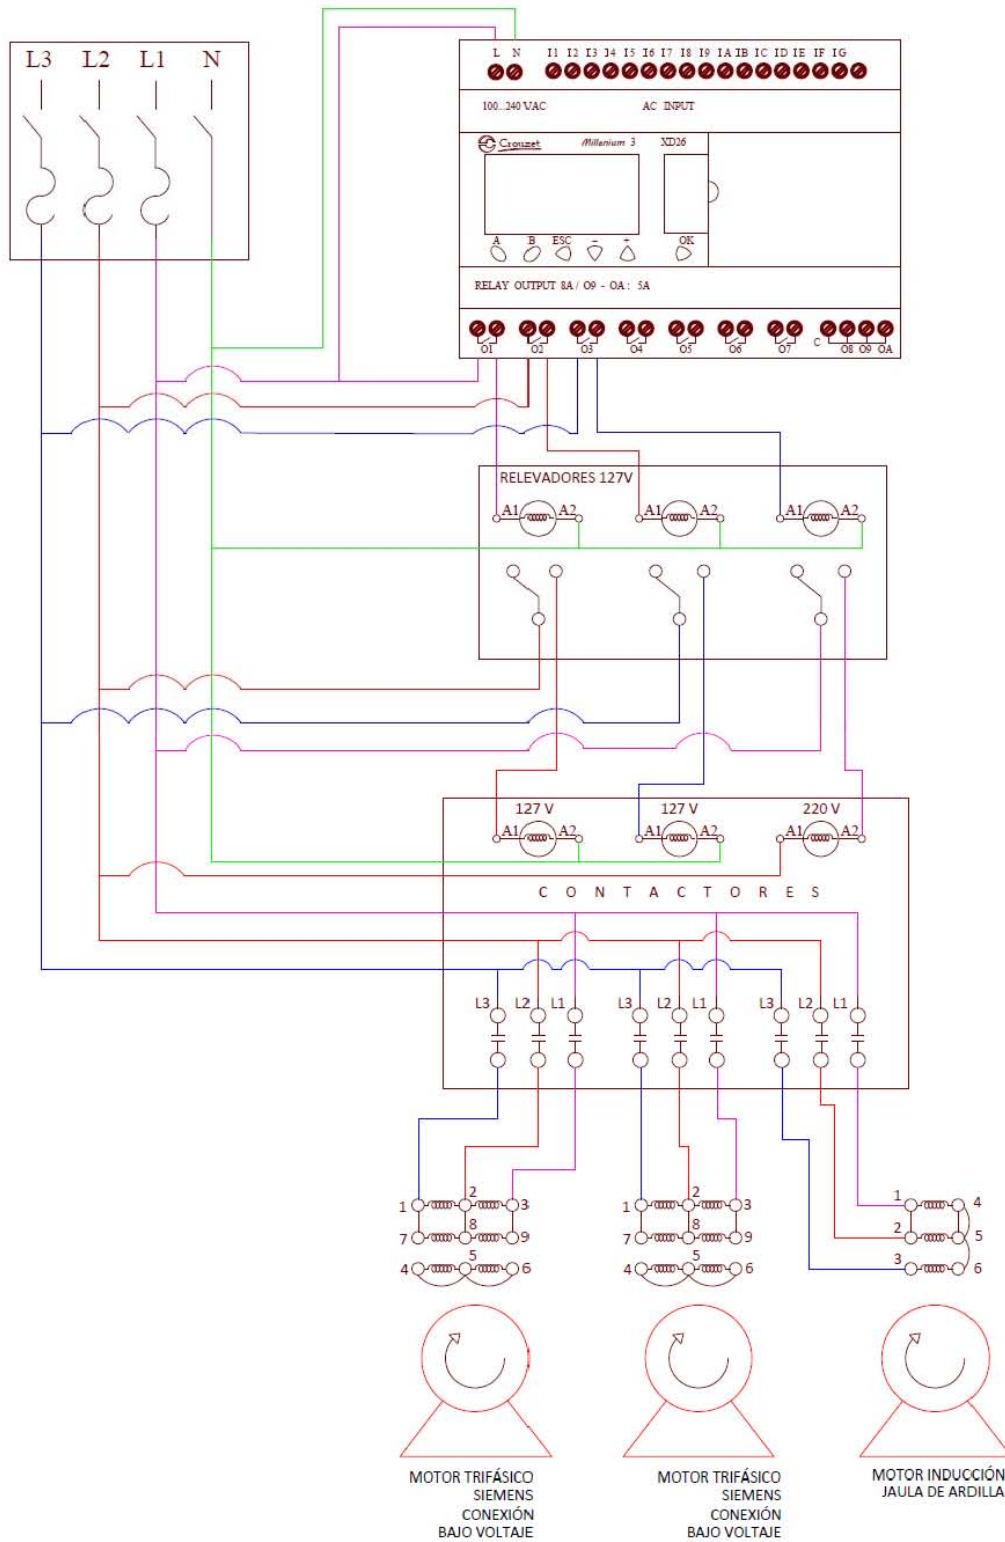 L3 L2 L1 N
L N I1 I2 I3 I4 I5 I6 I7 I8 I9 IA IB IC ID IE IF IG
100...240 VAC AC INPUT
Crouzet Millenium 3 XD26
A B ESC − + OK
RELAY OUTPUT 8A / O9 - OA : 5A
O1 O2 O3 O4 O5 O6 O7 C O8 O9 OA
RELEVADORES 127V
A1 A2 A1 A2 A1 A2
127 V 127 V 220 V
A1 A2 A1 A2 A1 A2
C O N T A C T O R E S
L3 L2 L1 L3 L2 L1 L3 L2 L1
1 2 3 1 2 3 1 4
7 8 9 7 8 9 2 5
4 5 6 4 5 6 3 6
MOTOR TRIFÁSICO
SIEMENS
CONEXIÓN
BAJO VOLTAJE
MOTOR TRIFÁSICO
SIEMENS
CONEXIÓN
BAJO VOLTAJE
MOTOR INDUCCIÓN
JAULA DE ARDILLA